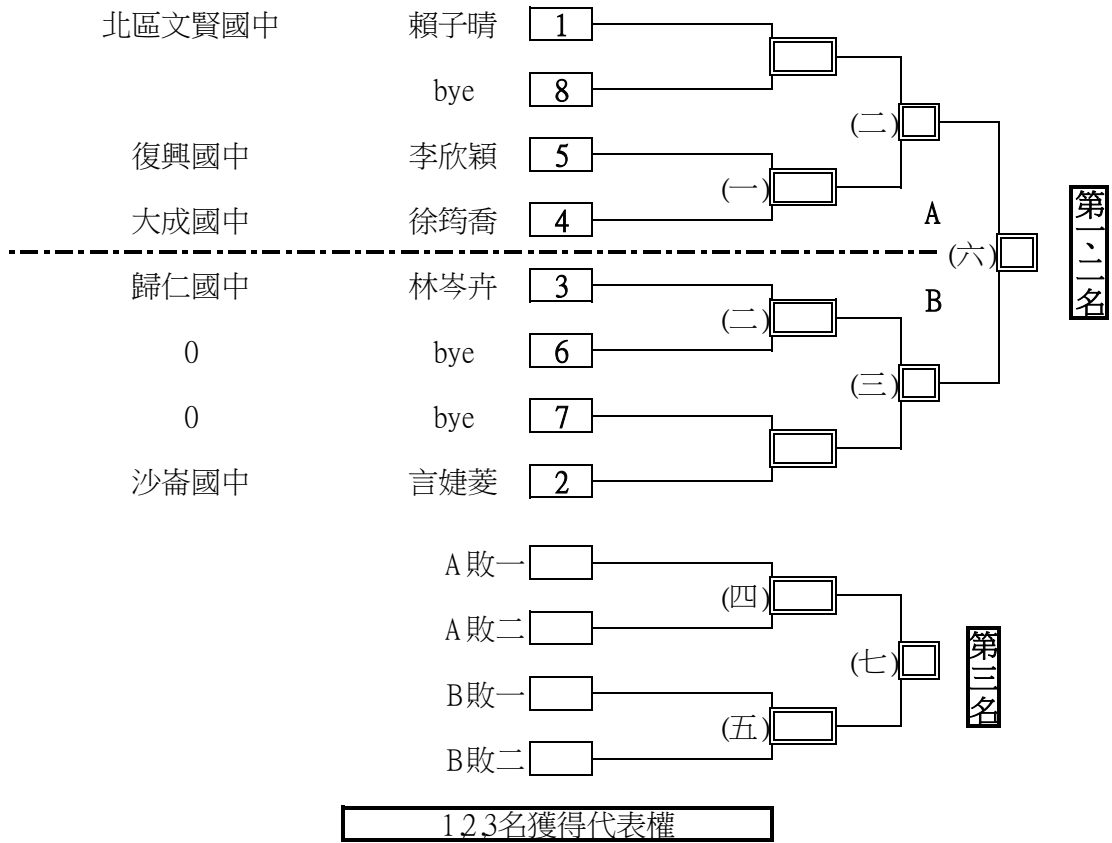 北區文賢國中 賴子晴 1
bye 8
(二)
復興國中 李欣穎 5
(一)
大成國中 徐筠喬 4
A
(六)
第一、二名
歸仁國中 林岑卉 3
B
(二)
0 bye 6
(三)
0 bye 7
沙崙國中 言婕菱 2
A敗一
(四)
A敗二
(七)
第三名
B敗一
(五)
B敗二
1,2,3名獲得代表權